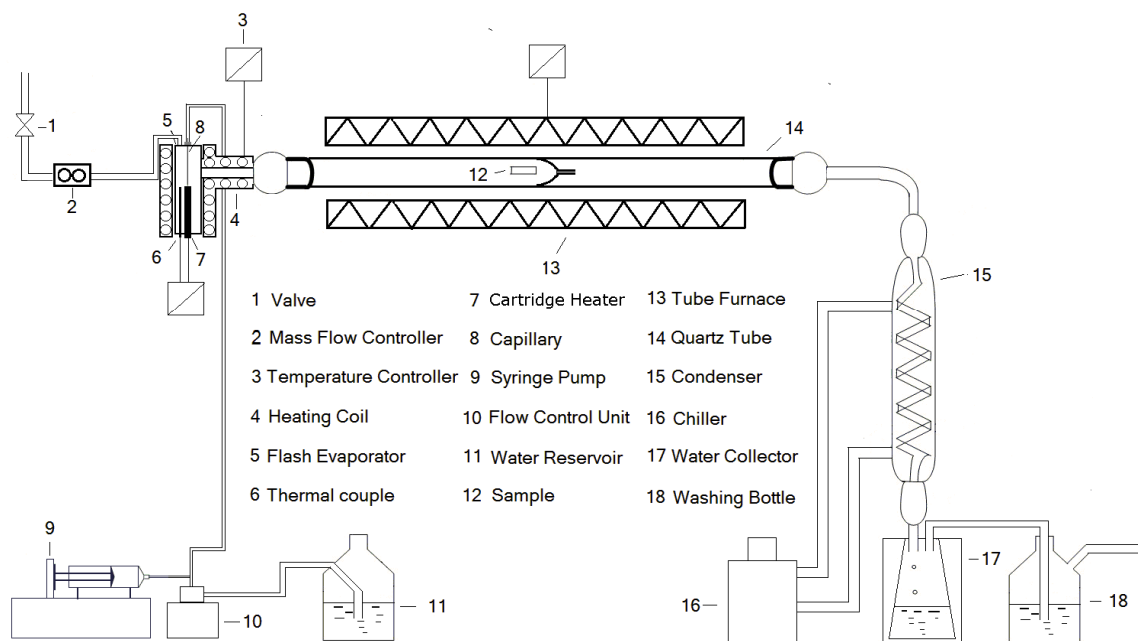 3
5
8
1
14
12
2
4
6
7
13
15
1 Valve
2 Mass Flow Controller
3 Temperature Controller
4 Heating Coil
5 Flash Evaporator
6 Thermal couple
7 Cartridge Heater
8 Capillary
9 Syringe Pump
10 Flow Control Unit
11 Water Reservoir
12 Sample
13 Tube Furnace
14 Quartz Tube
15 Condenser
16 Chiller
17 Water Collector
18 Washing Bottle
9
10
11
16
17
18